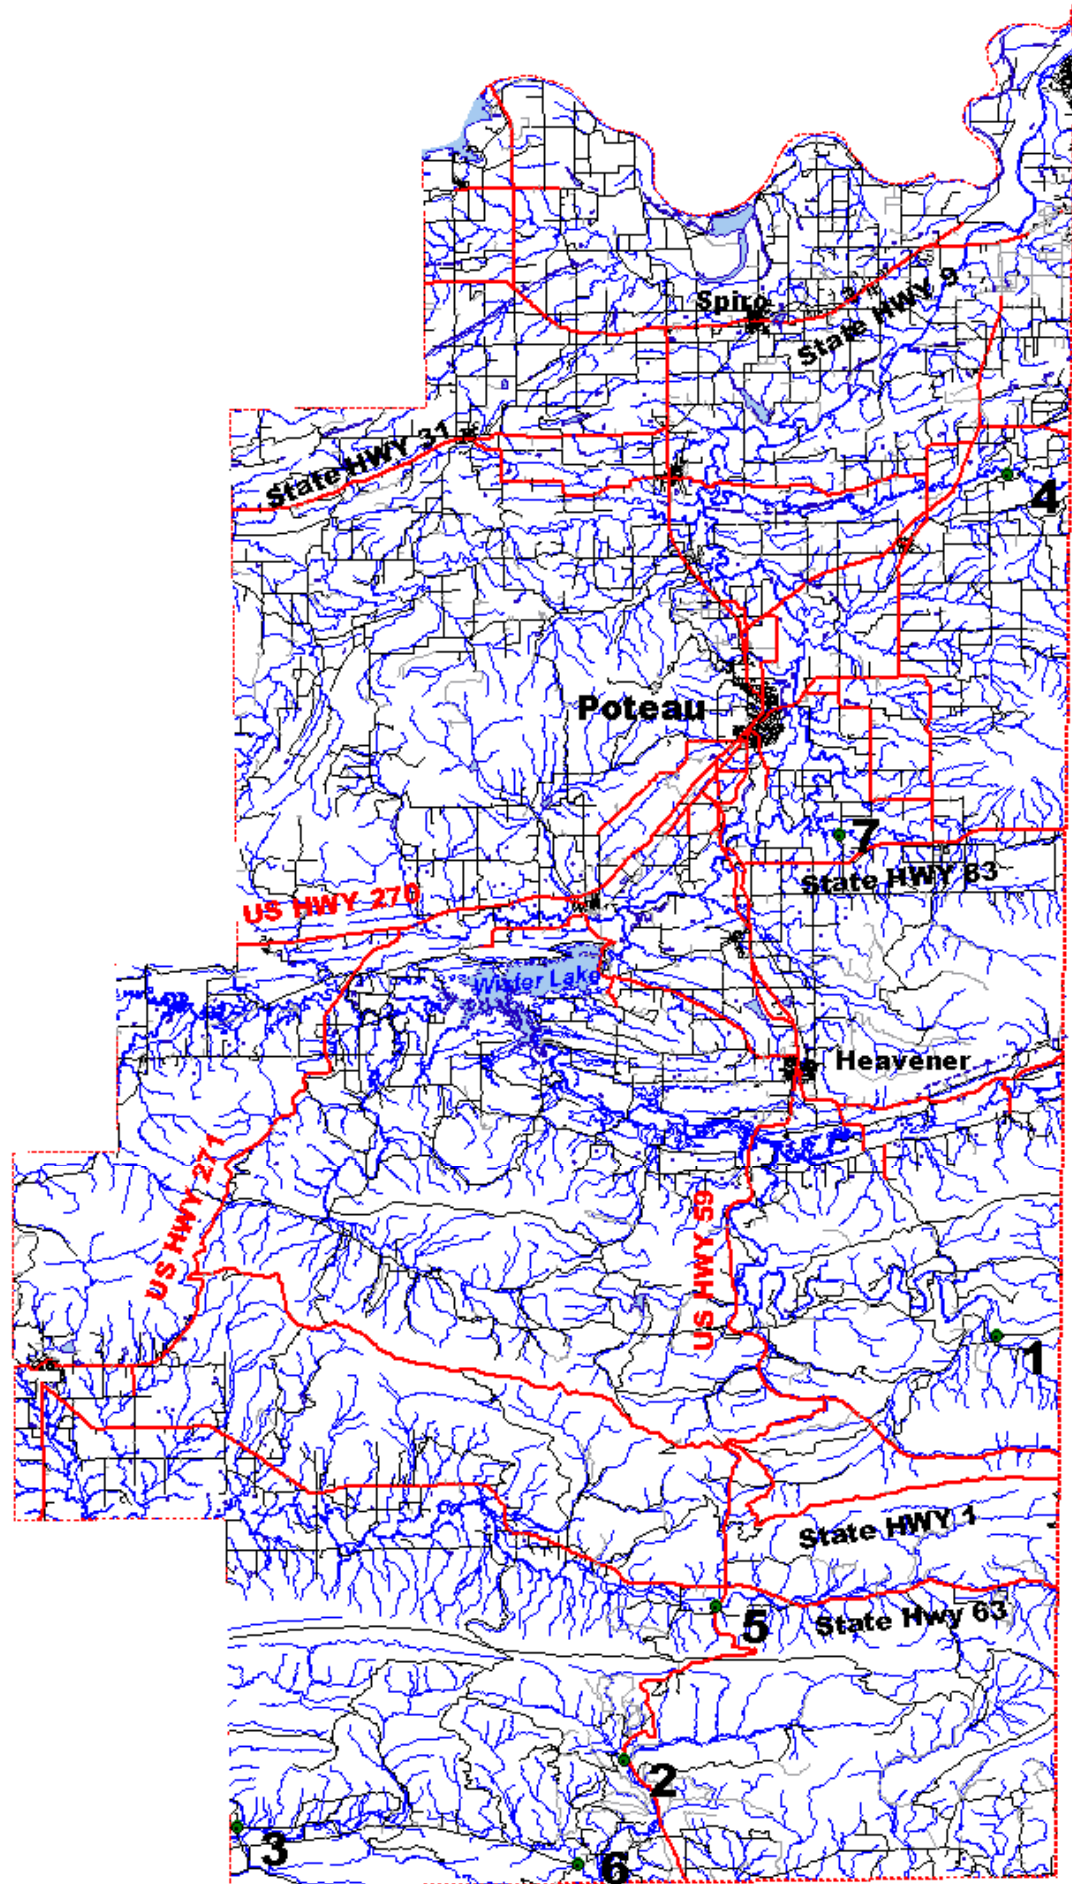 Spiro
State HWY 9
State HWY 31
4
Poteau
7
State HWY 83
US HWY 270
Wister Lake
Heavener
US HWY 271
US HWY 59
1
State HWY 1
State Hwy 63
5
2
3
6